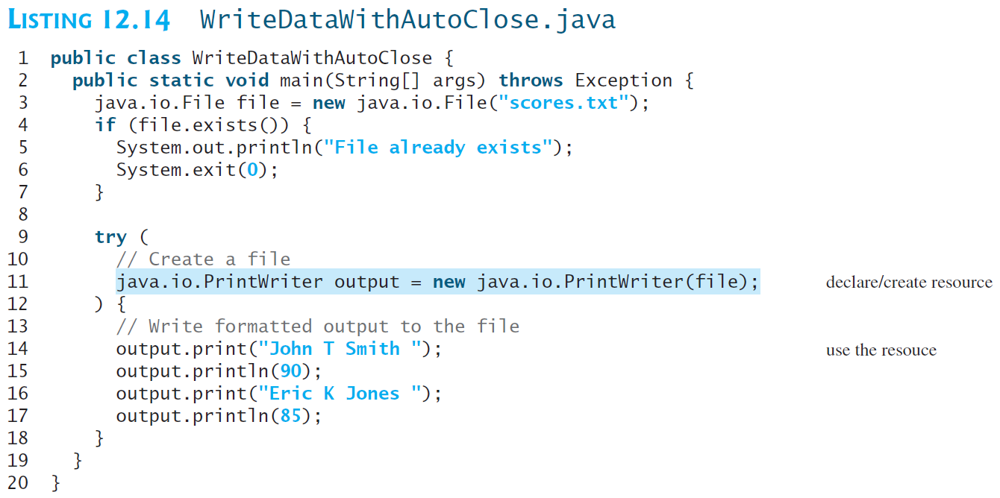 LISTING 12.14 WriteDataWithAutoClose.java
1 public class WriteDataWithAutoClose {
2 public static void main(String[] args) throws Exception {
3 java.io.File file = new java.io.File("scores.txt");
4 if (file.exists()) {
5 System.out.println("File already exists");
6 System.exit(0);
7 }
8
9 try (
10 // Create a file
11 java.io.PrintWriter output = new java.io.PrintWriter(file); declare/create resource
12 ) {
13 // Write formatted output to the file
14 output.print("John T Smith "); use the resouce
15 output.println(90);
16 output.print("Eric K Jones ");
17 output.println(85);
18 }
19 }
20 }